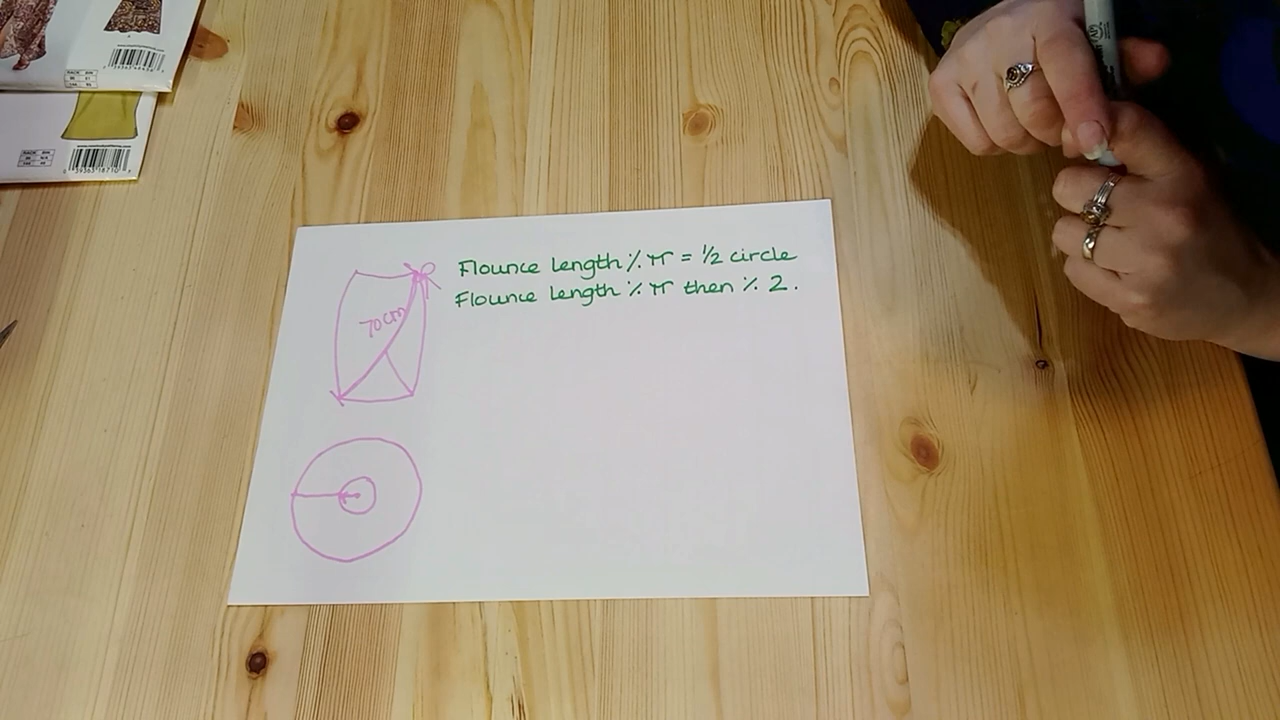 Flounce length ٪ π = ½ circle
Flounce length ٪ π then ٪ 2.
70cm